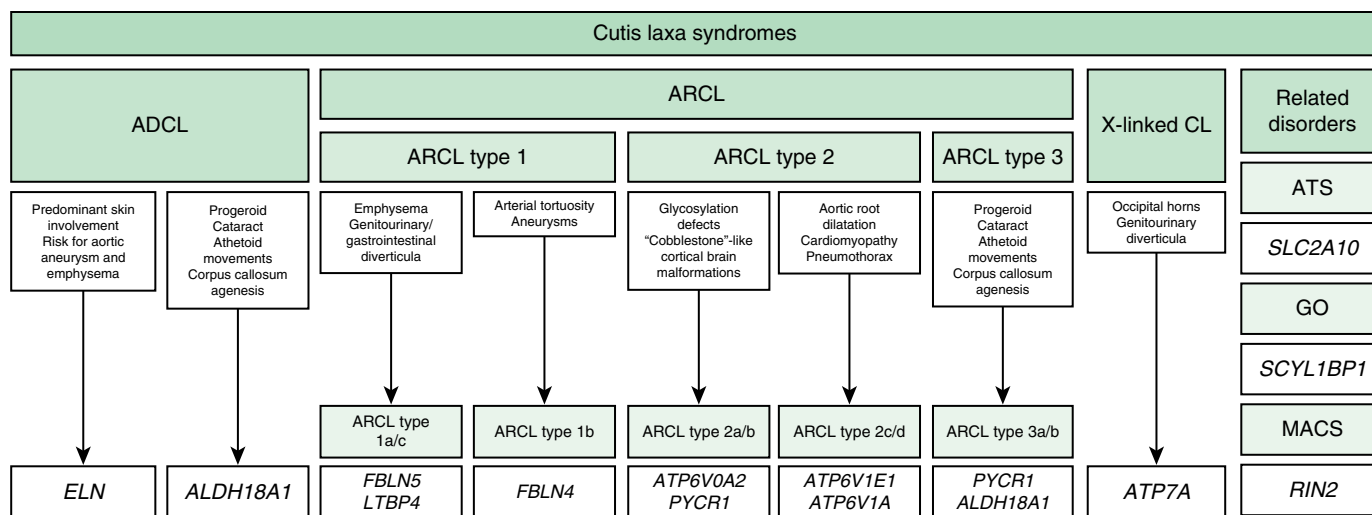 Cutis laxa syndromes
ADCL
ARCL
X-linked CL
Related
disorders
ARCL type 1
ARCL type 2
ARCL type 3
Predominant skin
involvement
Risk for aortic
aneurysm and
emphysema
Progeroid
Cataract
Athetoid
movements
Corpus callosum
agenesis
Emphysema
Genitourinary/
gastrointestinal
diverticula
Arterial tortuosity
Aneurysms
Glycosylation
defects
“Cobblestone”-like
cortical brain
malformations
Aortic root
dilatation
Cardiomyopathy
Pneumothorax
Progeroid
Cataract
Athetoid
movements
Corpus callosum
agenesis
Occipital horns
Genitourinary
diverticula
ATS
SLC2A10
GO
SCYL1BP1
MACS
RIN2
ARCL type
1a/c
ARCL type 1b
ARCL type 2a/b
ARCL type 2c/d
ARCL type 3a/b
ELN
ALDH18A1
FBLN5
LTBP4
FBLN4
ATP6V0A2
PYCR1
ATP6V1E1
ATP6V1A
PYCR1
ALDH18A1
ATP7A